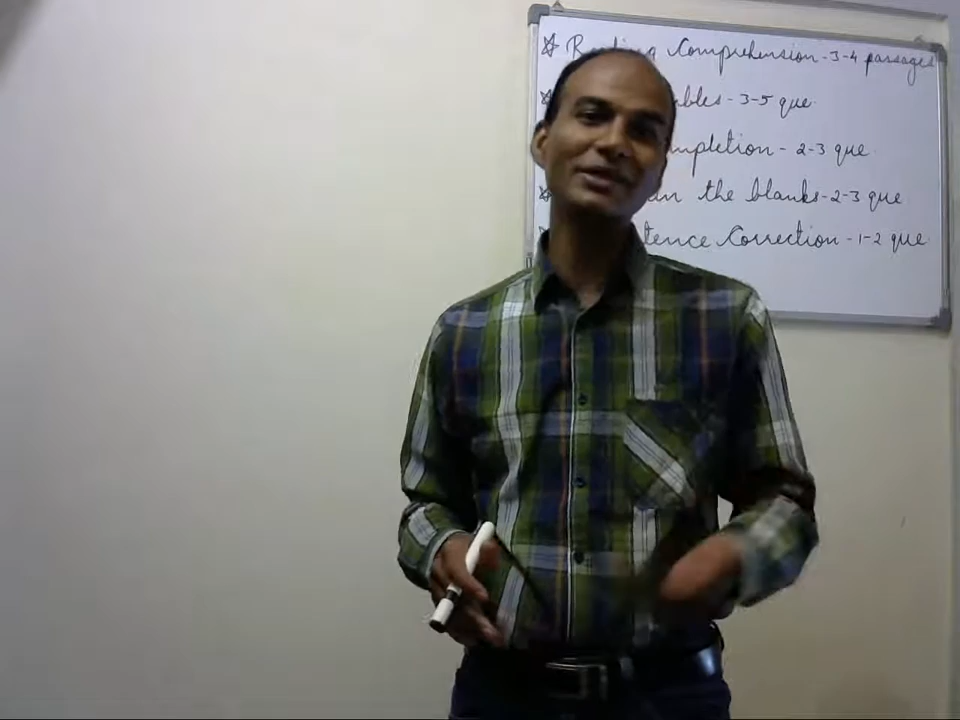 ☆ Reading Comprehension - 3-4 passages
bles - 3-5 que
mpletion - 2-3 que
in the blanks - 2-3 que
tence Correction - 1-2 que